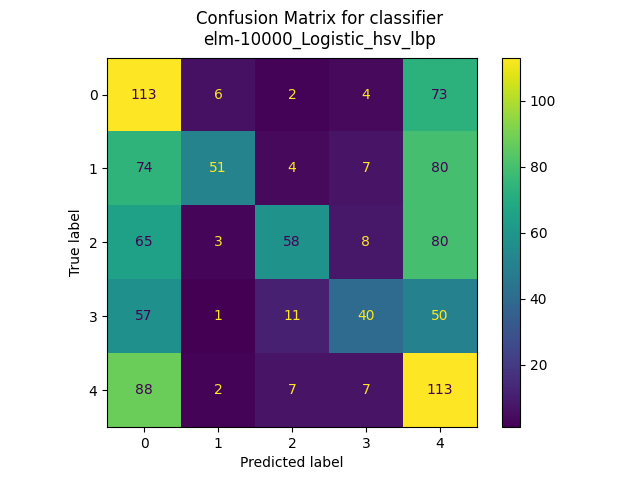 Confusion Matrix for classifier
elm-10000_Logistic_hsv_lbp
0 113 6 2 4 73
1 74 51 4 7 80
2 65 3 58 8 80
3 57 1 11 40 50
4 88 2 7 7 113
0 1 2 3 4
Predicted label
True label
100
80
60
40
20